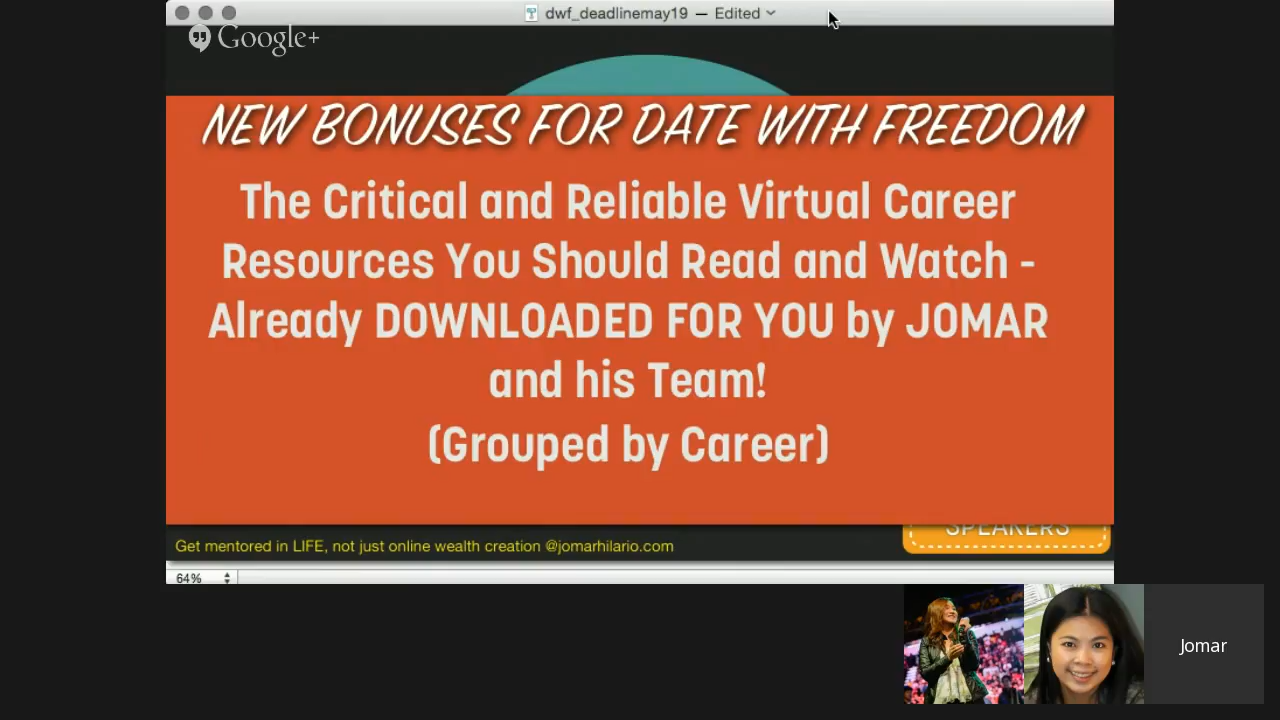 dwf_deadlinemay19 — Edited
Google+
NEW BONUSES FOR DATE WITH FREEDOM
The Critical and Reliable Virtual Career
Resources You Should Read and Watch -
Already DOWNLOADED FOR YOU by JOMAR
and his Team!
(Grouped by Career)
SPEAKERS
Get mentored in LIFE, not just online wealth creation @jomarhilario.com
64%
Jomar